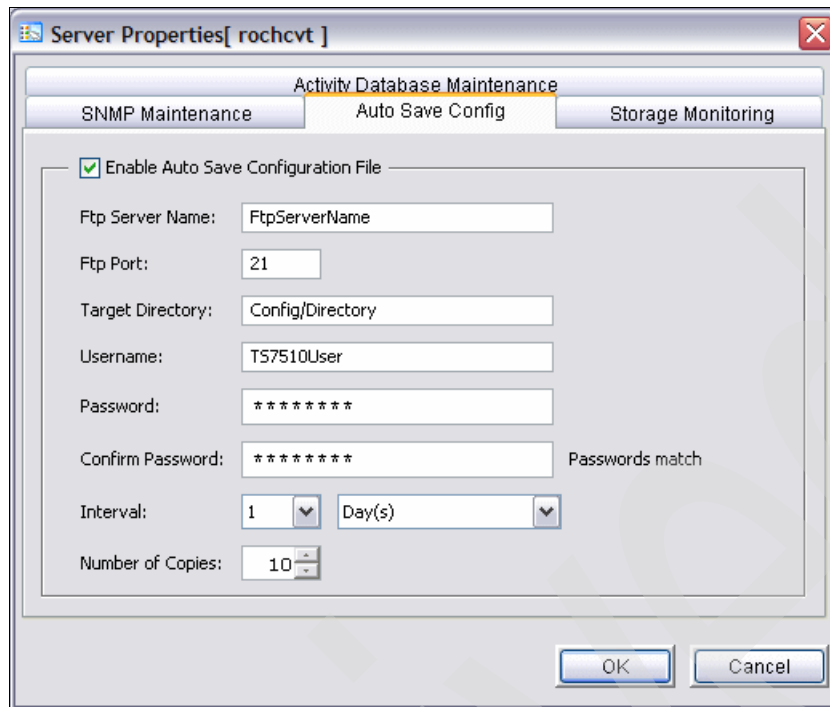 Server Properties[ rochcvt ]
Activity Database Maintenance
SNMP Maintenance Auto Save Config Storage Monitoring
Enable Auto Save Configuration File
Ftp Server Name: FtpServerName
Ftp Port: 21
Target Directory: Config/Directory
Username: TS7510User
Password: ********
Confirm Password: ******** Passwords match
Interval: 1 Day(s)
Number of Copies: 10
OK Cancel